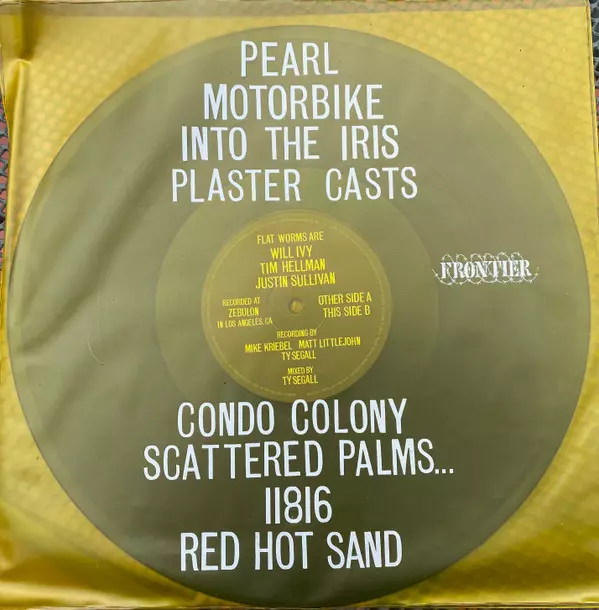 PEARL
MOTORBIKE
INTO THE IRIS
PLASTER CASTS
FLAT WORMS ARE
WILL IVY
TIM HELLMAN
JUSTIN SULLIVAN
RECORDED AT
ZEBULON
IN LOS ANGELES, CA
OTHER SIDE A
THIS SIDE B
FRONTIER
RECORDING BY
MIKE KRIEBEL MATT LITTLEJOHN
TY SEGALL
MIXED BY
TY SEGALL
CONDO COLONY
SCATTERED PALMS...
11816
RED HOT SAND